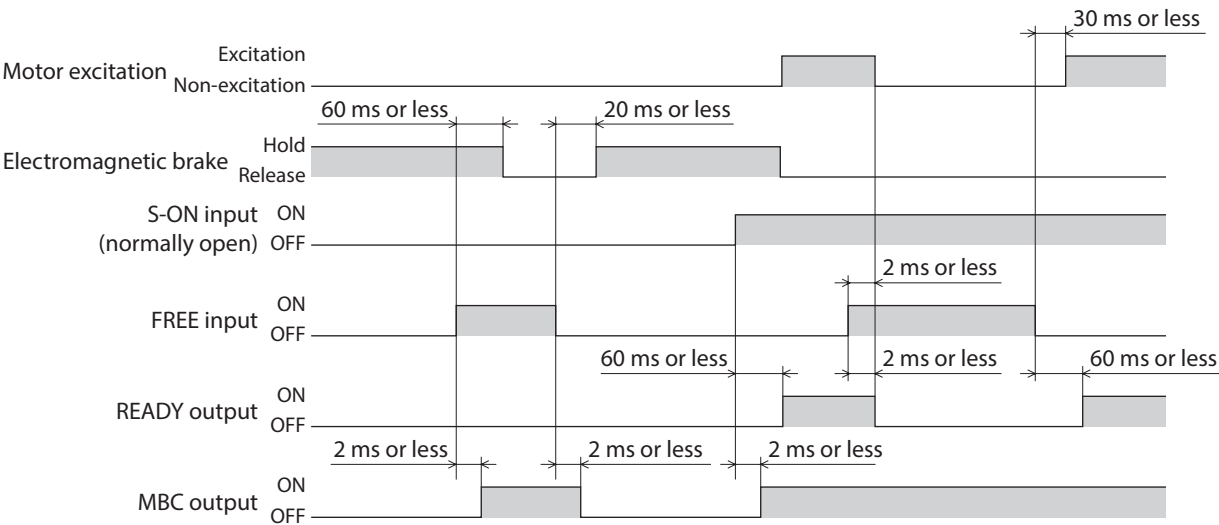 30 ms or less
Motor excitation
Excitation
Non-excitation
60 ms or less
20 ms or less
Electromagnetic brake
Hold
Release
S-ON input
(normally open)
ON
OFF
2 ms or less
FREE input
ON
OFF
60 ms or less
2 ms or less
60 ms or less
READY output
ON
OFF
2 ms or less
2 ms or less
2 ms or less
MBC output
ON
OFF